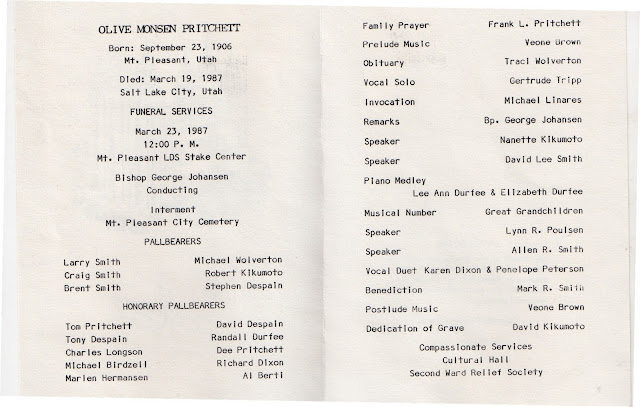 OLIVE MONSEN PRITCHETT
Born: September 23, 1906
Mt. Pleasant, Utah
Died: March 19, 1987
Salt Lake City, Utah
FUNERAL SERVICES
March 23, 1987
12:00 P. M.
Mt. Pleasant LDS Stake Center
Bishop George Johansen
Conducting
Interment
Mt. Pleasant City Cemetery
PALLBEARERS
Larry Smith Michael Wolverton
Craig Smith Robert Kikumoto
Brent Smith Stephen Despain
HONORARY PALLBEARERS
Tom Pritchett David Despain
Tony Despain Randall Durfee
Charles Longson Dee Pritchett
Michael Birdzell Richard Dixon
Marlen Hermansen Al Berti
Family Prayer Frank L. Pritchett
Prelude Music Veone Brown
Obituary Traci Wolverton
Vocal Solo Gertrude Tripp
Invocation Michael Linares
Remarks Bp. George Johansen
Speaker Nanette Kikumoto
Speaker David Lee Smith
Piano Medley
Lee Ann Durfee & Elizabeth Durfee
Musical Number Great Grandchildren
Speaker Lynn R. Poulsen
Speaker Allen R. Smith
Vocal Duet Karen Dixon & Penelope Peterson
Benediction Mark R. Smith
Postlude Music Veone Brown
Dedication of Grave David Kikumoto
Compassionate Services
Cultural Hall
Second Ward Relief Society